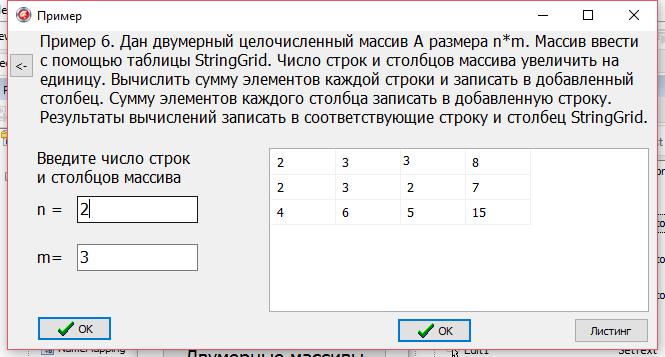 Пример
Пример 6. Дан двумерный целочисленный массив А размера n*m. Массив ввести
с помощью таблицы StringGrid. Число строк и столбцов массива увеличить на
<-
единицу. Вычислить сумму элементов каждой строки и записать в добавленный
столбец. Сумму элементов каждого столбца записать в добавленную строку.
Результаты вычислений записать в соответствующие строку и столбец StringGrid.
Введите число строк
и столбцов массива
n = 2
m= 3
2 3 3 8
2 3 2 7
4 6 5 15
OK
OK
Листинг
NameMapping
Двумерные массивы
Edit1
SetText